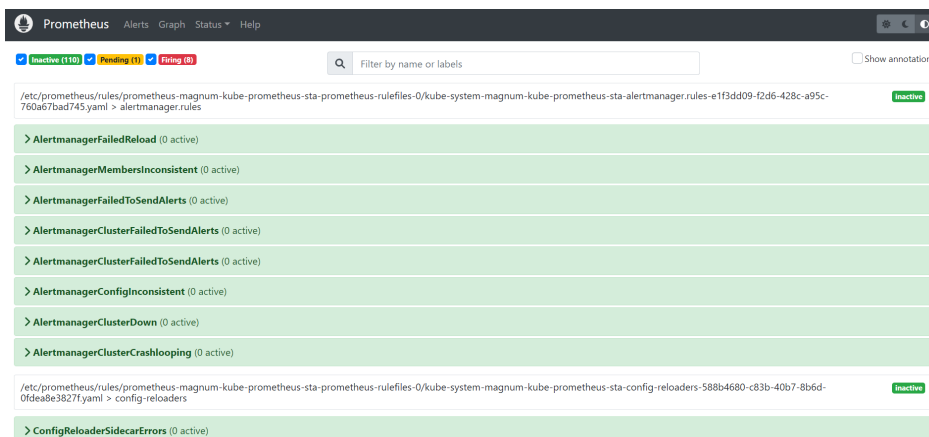 Prometheus Alerts Graph Status Help
Inactive (110) Pending (1) Firing (8)
Filter by name or labels
Show annotation
/etc/prometheus/rules/prometheus-magnum-kube-prometheus-sta-prometheus-rulefiles-0/kube-system-magnum-kube-prometheus-sta-alertmanager.rules-e1f3dd09-f2d6-428c-a95c-
760a67bad745.yaml > alertmanager.rules
inactive
AlertmanagerFailedReload (0 active)
AlertmanagerMembersInconsistent (0 active)
AlertmanagerFailedToSendAlerts (0 active)
AlertmanagerClusterFailedToSendAlerts (0 active)
AlertmanagerClusterFailedToSendAlerts (0 active)
AlertmanagerConfigInconsistent (0 active)
AlertmanagerClusterDown (0 active)
AlertmanagerClusterCrashlooping (0 active)
/etc/prometheus/rules/prometheus-magnum-kube-prometheus-sta-prometheus-rulefiles-0/kube-system-magnum-kube-prometheus-sta-config-reloaders-588b4680-c83b-40b7-8b6d-
0fdea8e3827f.yaml > config-reloaders
inactive
ConfigReloaderSidecarErrors (0 active)